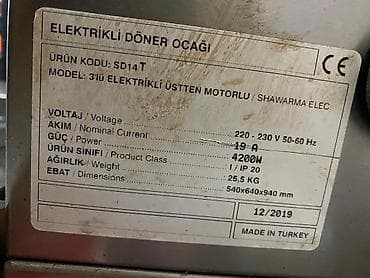 ELEKTRİKLİ DÖNER OCAĞI
CE
ÜRÜN KODU: SD14T
MODEL: 3'lü ELEKTRİKLİ ÜSTTEN MOTORLU / SHAWARMA ELEC.
VOLTAJ / Voltage 220 - 230 V 50-60 Hz
AKIM / Nominal Current 19 A
GÜÇ / Power 4200W
ÜRÜN SINIFI / Product Class I / IP 20
AĞIRLIK / Weight 25,5 KG
EBAT / Dimensions 540x640x940 mm
12/2019
MADE IN TURKEY